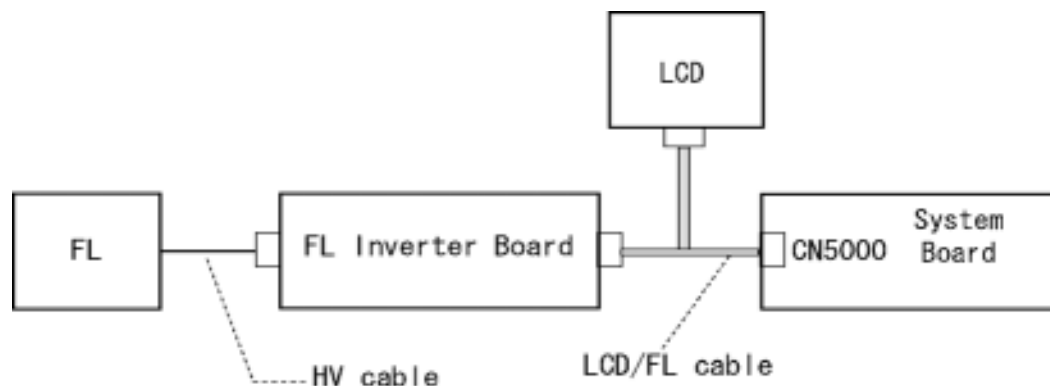 LCD
FL
FL Inverter Board
CN5000
System
Board
LCD/FL cable
HV cable